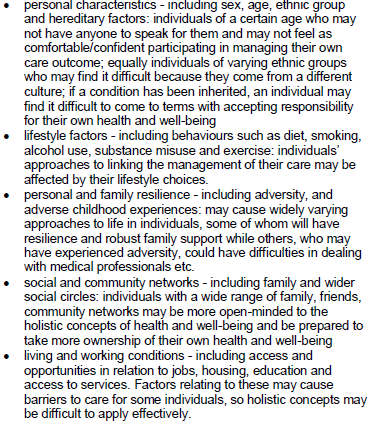 • personal characteristics - including sex, age, ethnic group
and hereditary factors: individuals of a certain age who may
not have anyone to speak for them and may not feel as
comfortable/confident participating in managing their own
care outcome; equally individuals of varying ethnic groups
who may find it difficult because they come from a different
culture; if a condition has been inherited, an individual may
find it difficult to come to terms with accepting responsibility
for their own health and well-being
• lifestyle factors - including behaviours such as diet, smoking,
alcohol use, substance misuse and exercise: individuals'
approaches to linking the management of their care may be
affected by their lifestyle choices.
• personal and family resilience - including adversity, and
adverse childhood experiences: may cause widely varying
approaches to life in individuals, some of whom will have
resilience and robust family support while others, who may
have experienced adversity, could have difficulties in dealing
with medical professionals etc.
• social and community networks - including family and wider
social circles: individuals with a wide range of family, friends,
community networks may be more open-minded to the
holistic concepts of health and well-being and be prepared to
take more ownership of their own health and well-being
• living and working conditions - including access and
opportunities in relation to jobs, housing, education and
access to services. Factors relating to these may cause
barriers to care for some individuals, so holistic concepts may
be difficult to apply effectively.